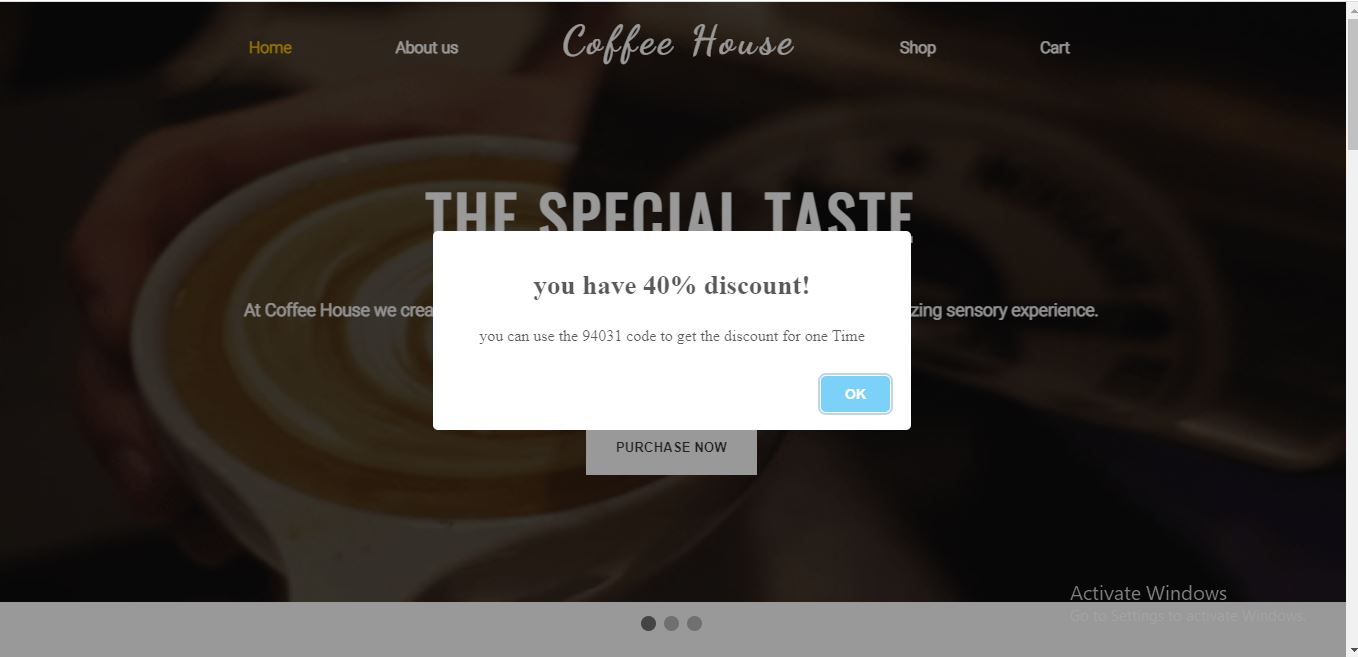 Home About us Coffee House Shop Cart
THE SPECIAL TASTE
you have 40% discount!
At Coffee House we crea zing sensory experience.
you can use the 94031 code to get the discount for one Time
OK
PURCHASE NOW
Activate Windows
Go to Settings to activate Windows.